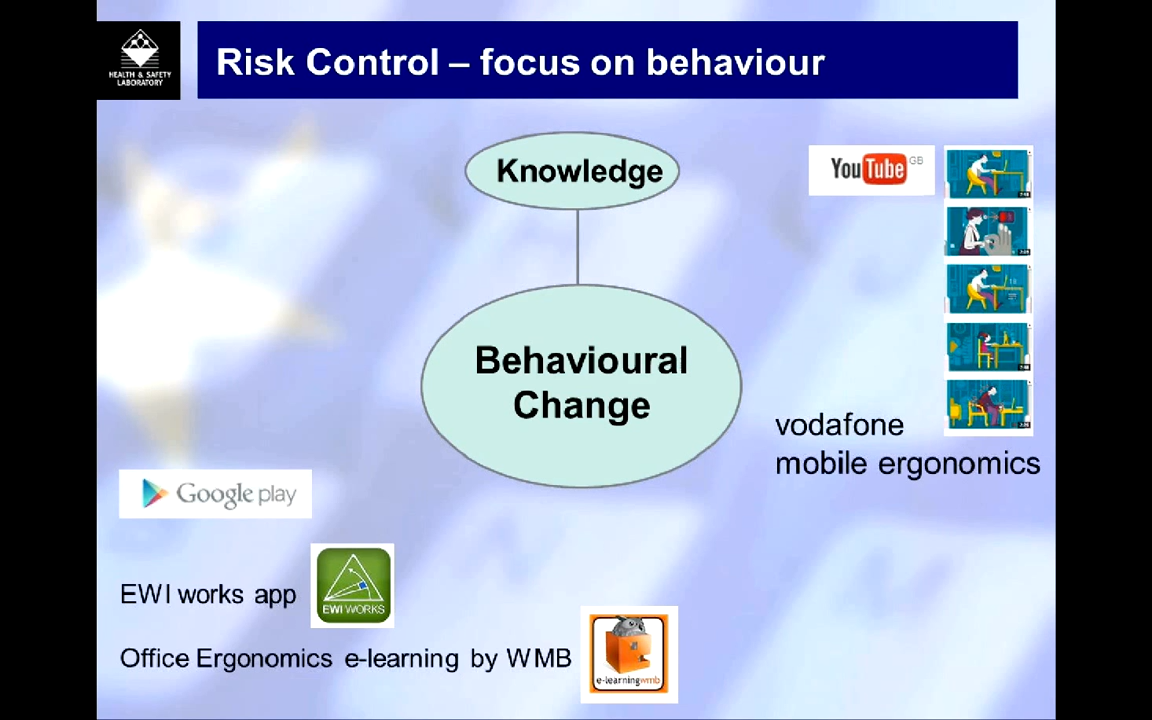 HEALTH & SAFETY
LABORATORY
Risk Control – focus on behaviour
Knowledge
YouTube GB
Behavioural
Change
vodafone
mobile ergonomics
Google play
EWI works app
EWI WORKS
Office Ergonomics e-learning by WMB
e-learningwmb